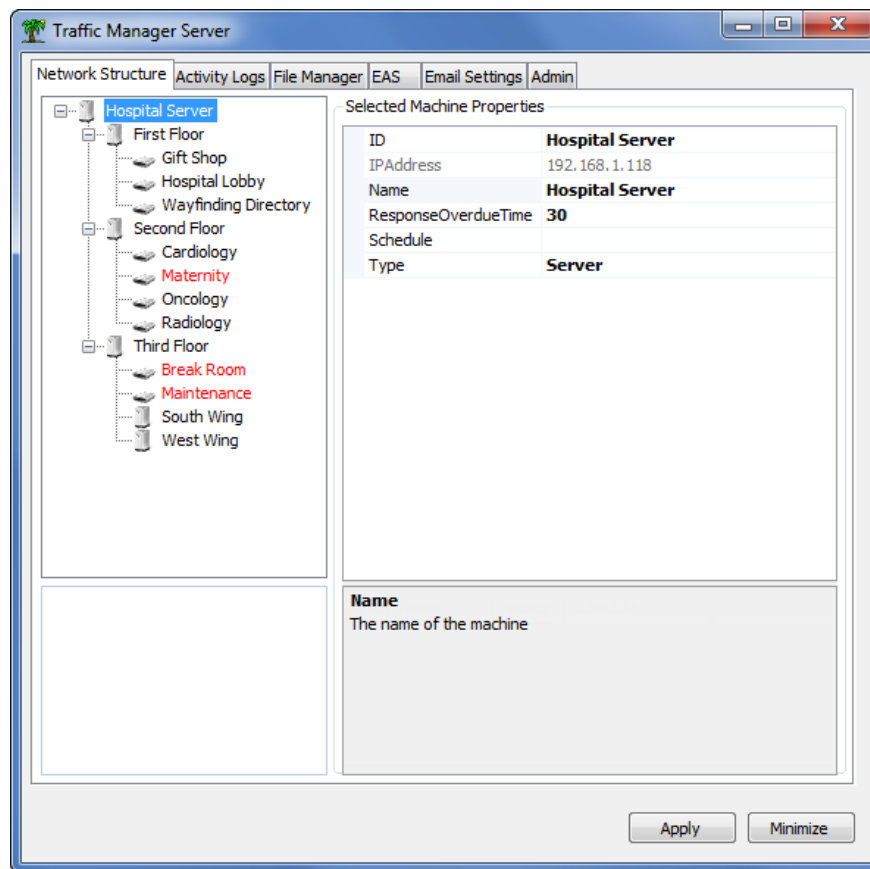 Traffic Manager Server
Network Structure Activity Logs File Manager EAS Email Settings Admin
Hospital Server
First Floor
Gift Shop
Hospital Lobby
Wayfinding Directory
Second Floor
Cardiology
Maternity
Oncology
Radiology
Third Floor
Break Room
Maintenance
South Wing
West Wing
Selected Machine Properties
ID Hospital Server
IPAddress 192.168.1.118
Name Hospital Server
ResponseOverdueTime 30
Schedule
Type Server
Name
The name of the machine
Apply Minimize